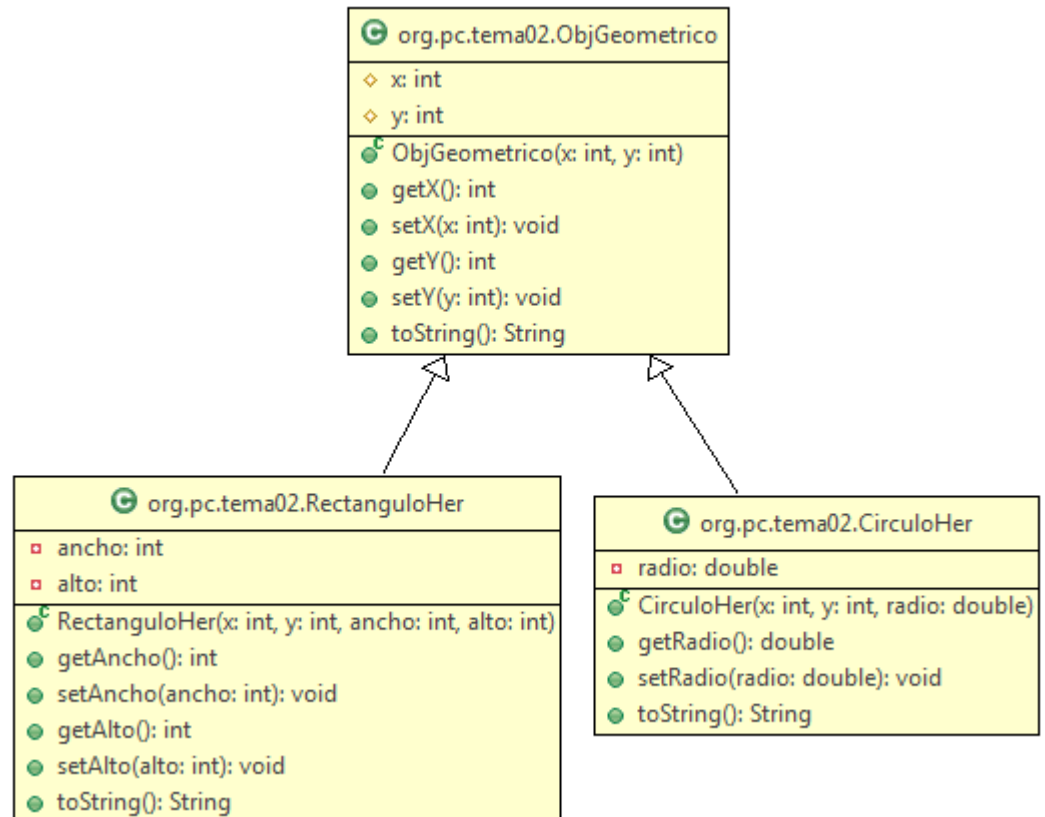 org.pc.tema02.ObjGeometrico
x: int
y: int
ObjGeometrico(x: int, y: int)
getX(): int
setX(x: int): void
getY(): int
setY(y: int): void
toString(): String
org.pc.tema02.RectanguloHer
ancho: int
alto: int
RectanguloHer(x: int, y: int, ancho: int, alto: int)
getAncho(): int
setAncho(ancho: int): void
getAlto(): int
setAlto(alto: int): void
toString(): String
org.pc.tema02.CirculoHer
radio: double
CirculoHer(x: int, y: int, radio: double)
getRadio(): double
setRadio(radio: double): void
toString(): String